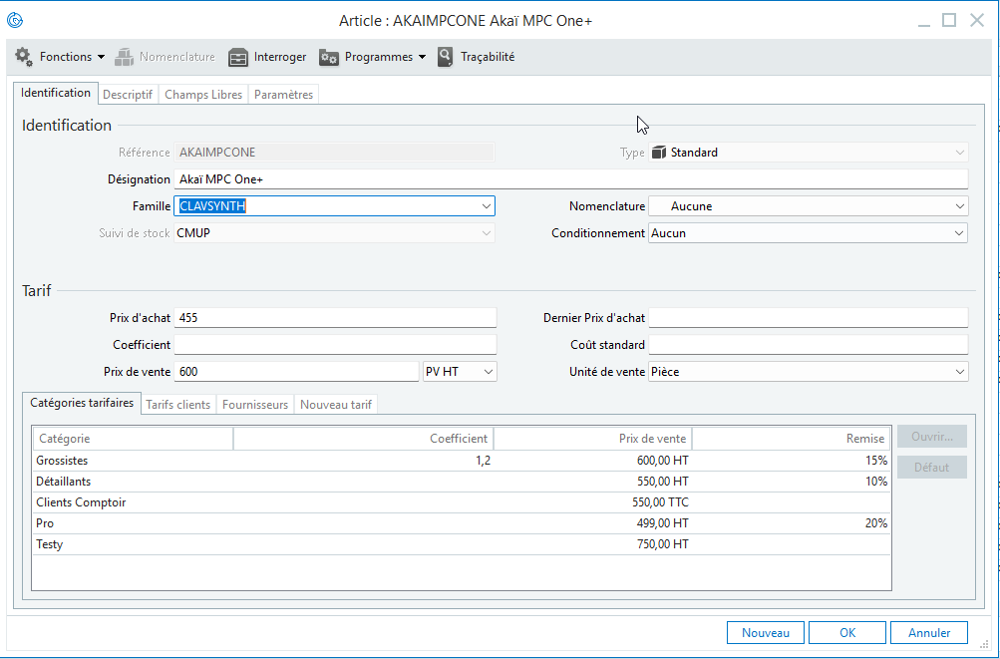 Article : AKAIMPCONE Akaï MPC One+
Fonctions Nomenclature Interroger Programmes Traçabilité
Identification Descriptif Champs Libres Paramètres
Identification
Référence AKAIMPCONE Type Standard
Désignation Akaï MPC One+
Famille CLAVSYNTH Nomenclature Aucune
Suivi de stock CMUP Conditionnement Aucun
Tarif
Prix d'achat 455 Dernier Prix d'achat
Coefficient Coût standard
Prix de vente 600 PV HT Unité de vente Pièce
Catégories tarifaires Tarifs clients Fournisseurs Nouveau tarif
Catégorie Coefficient Prix de vente Remise Ouvrir...
Grossistes 1,2 600,00 HT 15% Défaut
Détaillants 550,00 HT 10%
Clients Comptoir 550,00 TTC
Pro 499,00 HT 20%
Testy 750,00 HT
Nouveau OK Annuler